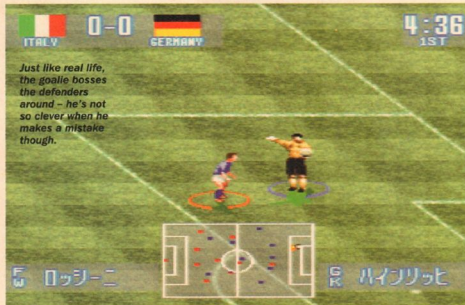 ITALY 0-0 GERMANY 4:36
1ST
Just like real life,
the goalie bosses
the defenders
around – he's not
so clever when he
makes a mistake
though.
FW ロッシーニ GK ハインリッヒ